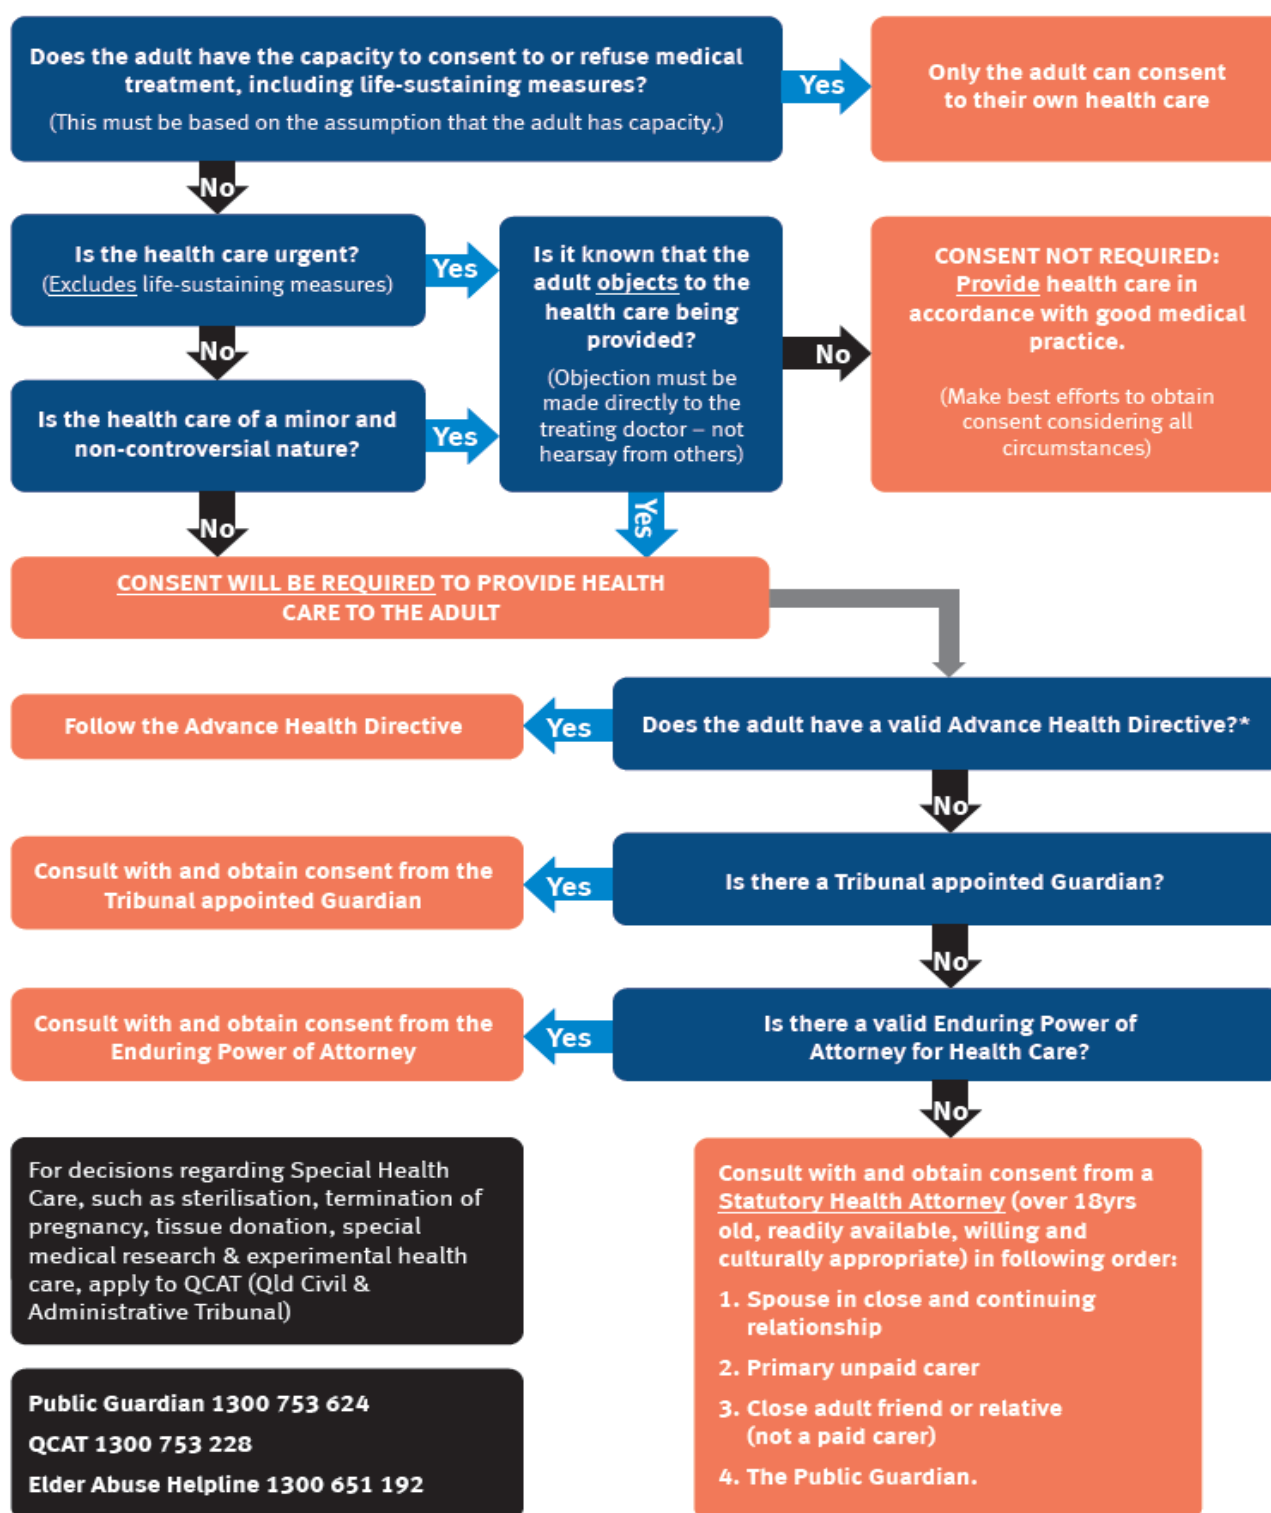 Does the adult have the capacity to consent to or refuse medical
treatment, including life-sustaining measures?
(This must be based on the assumption that the adult has capacity.)
Yes
Only the adult can consent
to their own health care
No
Is the health care urgent?
(Excludes life-sustaining measures)
Yes
Is it known that the
adult objects to the
health care being
provided?
(Objection must be
made directly to the
treating doctor – not
hearsay from others)
No
CONSENT NOT REQUIRED:
Provide health care in
accordance with good medical
practice.
(Make best efforts to obtain
consent considering all
circumstances)
No
Is the health care of a minor and
non-controversial nature?
Yes
No
Yes
CONSENT WILL BE REQUIRED TO PROVIDE HEALTH
CARE TO THE ADULT
Follow the Advance Health Directive
Yes
Does the adult have a valid Advance Health Directive?*
No
Consult with and obtain consent from the
Tribunal appointed Guardian
Yes
Is there a Tribunal appointed Guardian?
No
Consult with and obtain consent from the
Enduring Power of Attorney
Yes
Is there a valid Enduring Power of
Attorney for Health Care?
No
For decisions regarding Special Health
Care, such as sterilisation, termination of
pregnancy, tissue donation, special
medical research & experimental health
care, apply to QCAT (Qld Civil &
Administrative Tribunal)
Public Guardian 1300 753 624
QCAT 1300 753 228
Elder Abuse Helpline 1300 651 192
Consult with and obtain consent from a
Statutory Health Attorney (over 18yrs
old, readily available, willing and
culturally appropriate) in following order:
1. Spouse in close and continuing
relationship
2. Primary unpaid carer
3. Close adult friend or relative
(not a paid carer)
4. The Public Guardian.